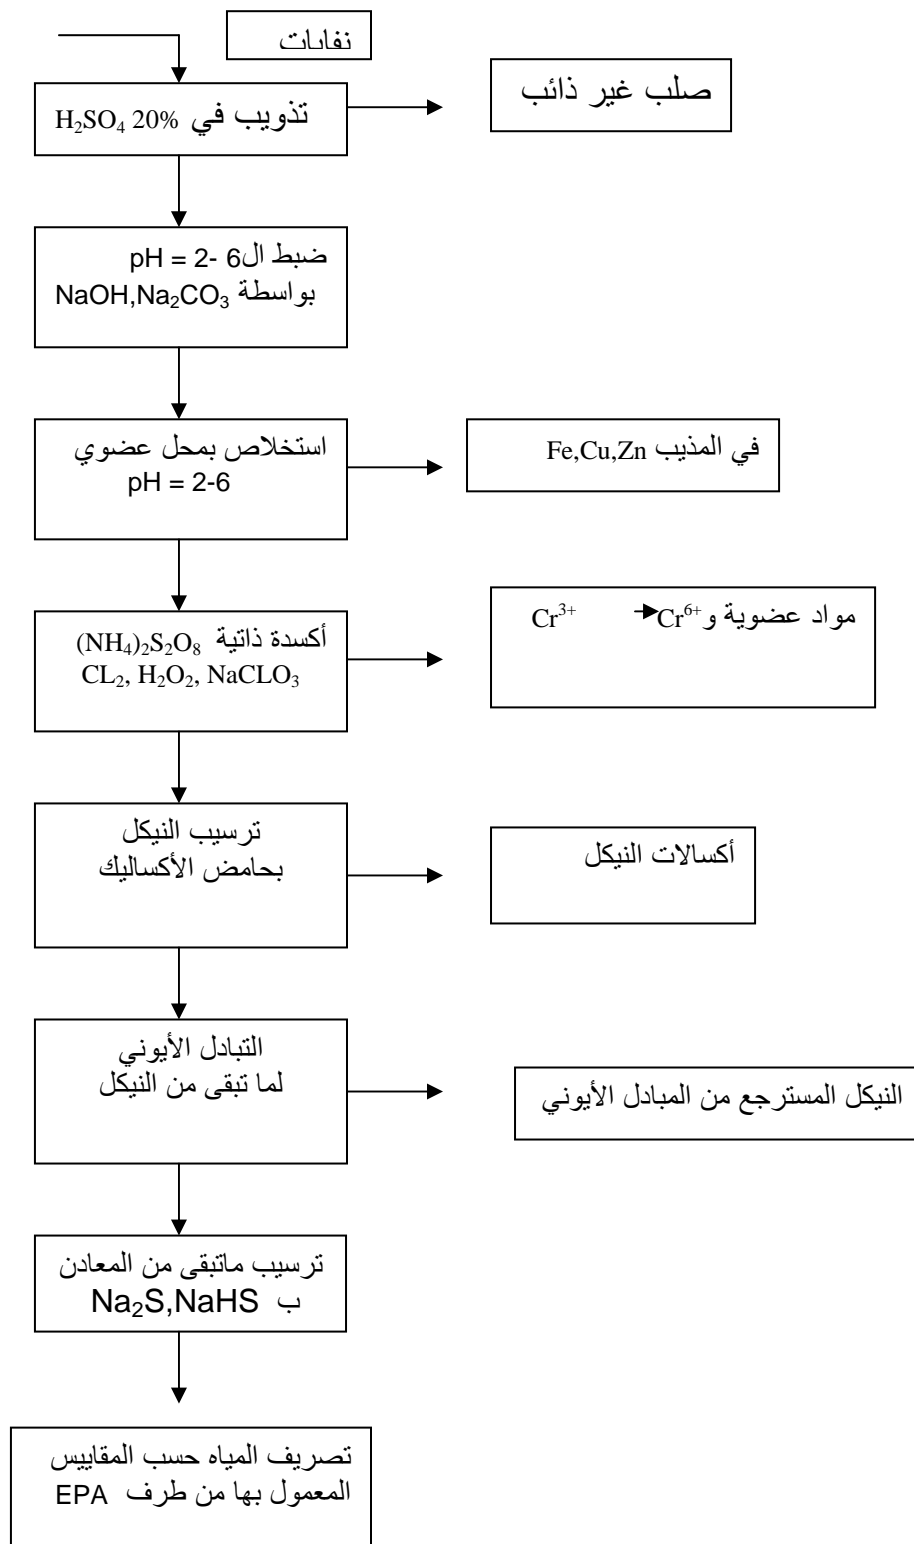 نفايات
تذويب في H₂SO₄ 20%
صلب غير ذائب
ضبط ال pH = 2- 6
بواسطة NaOH,Na₂CO₃
استخلاص بمحل عضوي
pH = 2-6
في المذيب Fe,Cu,Zn
أكسدة ذاتية (NH₄)₂S₂O₈
CL₂, H₂O₂, NaCLO₃
مواد عضوية و Cr³⁺ → Cr⁶⁺
ترسيب النيكل
بحامض الأكساليك
أكسالات النيكل
التبادل الأيوني
لما تبقى من النيكل
النيكل المسترجع من المبادل الأيوني
ترسيب ماتبقى من المعادن
ب Na₂S,NaHS
تصريف المياه حسب المقاييس
المعمول بها من طرف EPA